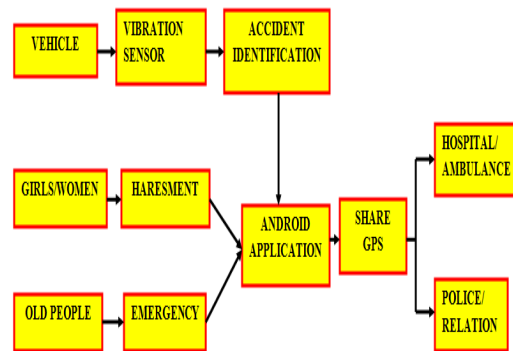 VEHICLE
VIBRATION
SENSOR
ACCIDENT
IDENTIFICATION
GIRLS/WOMEN
HARESMENT
ANDROID
APPLICATION
SHARE
GPS
HOSPITAL/
AMBULANCE
OLD PEOPLE
EMERGENCY
POLICE/
RELATION